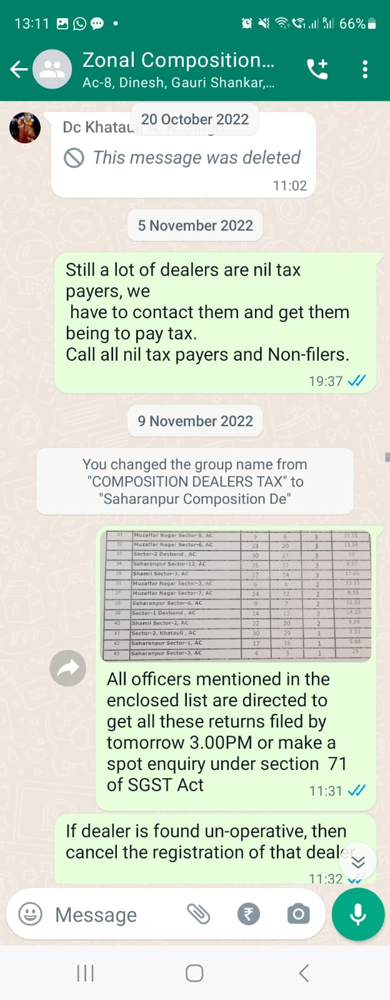 13:11
66%
Zonal Composition...
Ac-8, Dinesh, Gauri Shankar,...
20 October 2022
Dc Khatauli A. K. Singh
This message was deleted
11:02
5 November 2022
Still a lot of dealers are nil tax
payers, we
have to contact them and get them
being to pay tax.
Call all nil tax payers and Non-filers.
19:37
9 November 2022
You changed the group name from
"COMPOSITION DEALERS TAX" to
"Saharanpur Composition De"
31 Muzaffar Nagar Sector-5, AC 9 6 3 33.33
32 Muzaffar Nagar Sector-6, AC 23 20 3 13.04
33 Sector-2 Devband , AC 30 27 3 10
34 Saharanpur Sector-12, AC 35 32 3 8.57
35 Shamli Sector-3, AC 17 14 3 17.65
36 Muzaffar Nagar Sector-3, AC 6 4 2 33.33
37 Muzaffar Nagar Sector-7, AC 24 22 2 8.33
38 Saharanpur Sector-6, AC 9 7 2 22.22
39 Sector-1 Devband , AC 14 12 2 14.29
40 Shamli Sector-2, AC 22 20 2 9.09
41 Sector-2, Khatauli , AC 30 29 1 3.33
42 Saharanpur Sector-1, AC 17 16 1 5.88
43 Saharanpur Sector-3, AC 4 3 1 25
All officers mentioned in the
enclosed list are directed to
get all these returns filed by
tomorrow 3.00PM or make a
spot enquiry under section 71
of SGST Act
11:31
If dealer is found un-operative, then
cancel the registration of that dealer
11:32
Message